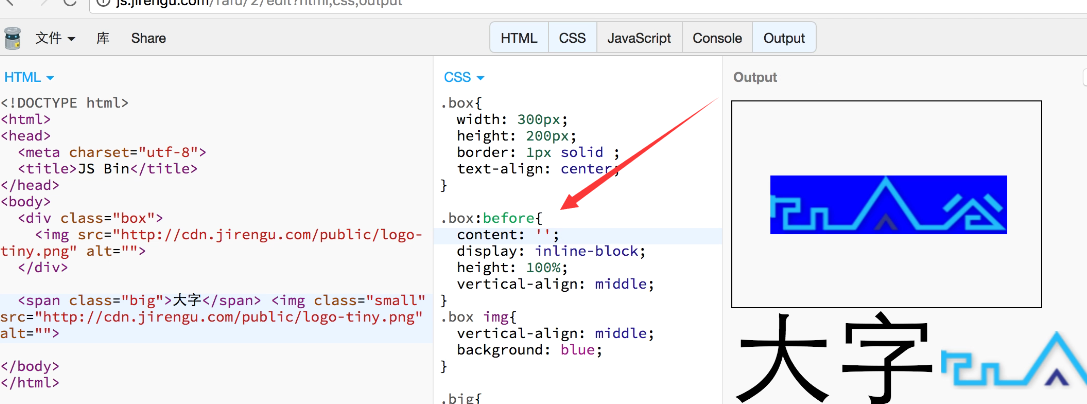 js.jirengu.com/rafu/2/edit?html,css,output
文件 库 Share HTML CSS JavaScript Console Output
HTML
<!DOCTYPE html>
<html>
<head>
<meta charset="utf-8">
<title>JS Bin</title>
</head>
<body>
<div class="box">
<img src="http://cdn.jirengu.com/public/logo-
tiny.png" alt="">
</div>
<span class="big">大字</span> <img class="small"
src="http://cdn.jirengu.com/public/logo-tiny.png"
alt="">
</body>
</html>
CSS
.box{
width: 300px;
height: 200px;
border: 1px solid ;
text-align: center;
}
.box:before{
content: '';
display: inline-block;
height: 100%;
vertical-align: middle;
}
.box img{
vertical-align: middle;
background: blue;
}
.big{
Output
大字